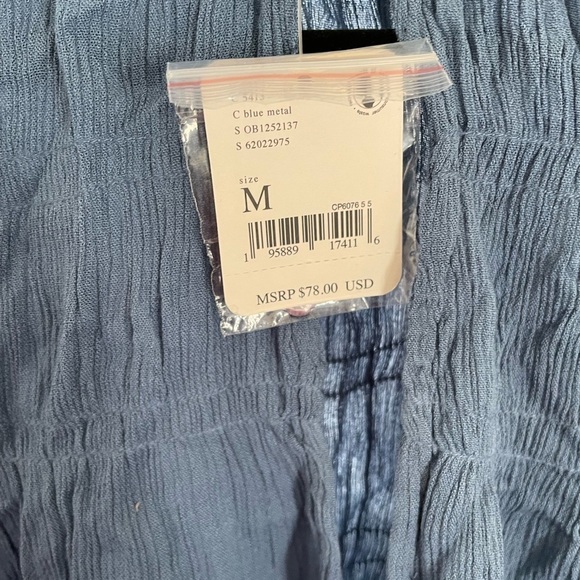 C blue metal
S OB1252137
S 62022975
size
M
CP6076 5 5
1 95889 17411 6
MSRP $78.00 USD